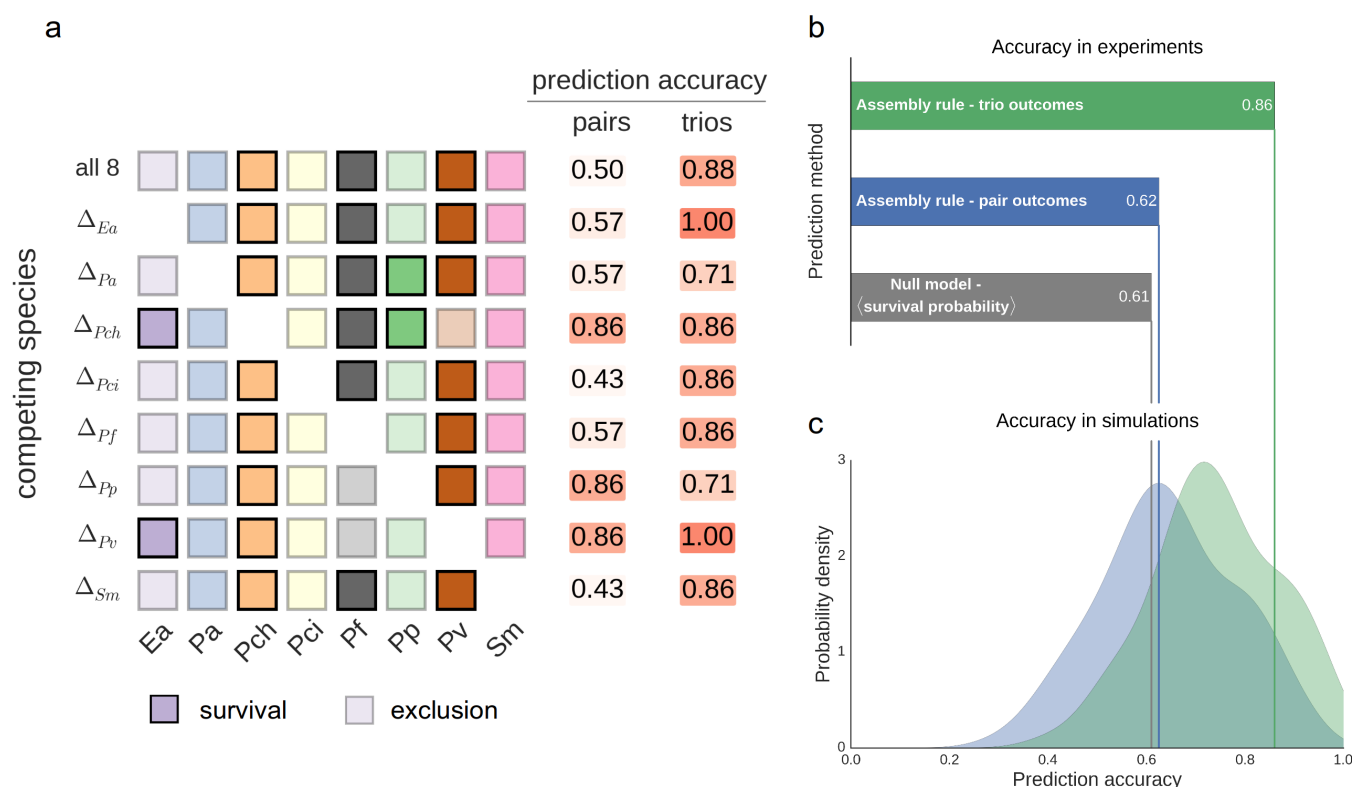 a
prediction accuracy
pairs trios
competing species
all 8 0.50 0.88
Δ_Ea 0.57 1.00
Δ_Pa 0.57 0.71
Δ_Pch 0.86 0.86
Δ_Pci 0.43 0.86
Δ_Pf 0.57 0.86
Δ_Pp 0.86 0.71
Δ_Pv 0.86 1.00
Δ_Sm 0.43 0.86
Ea Pa Pch Pci Pf Pp Pv Sm
survival exclusion
b
Accuracy in experiments
Prediction method
Assembly rule - trio outcomes 0.86
Assembly rule - pair outcomes 0.62
Null model -
⟨survival probability⟩ 0.61
c
Accuracy in simulations
Probability density
3
2
1
0
0.0 0.2 0.4 0.6 0.8 1.0
Prediction accuracy